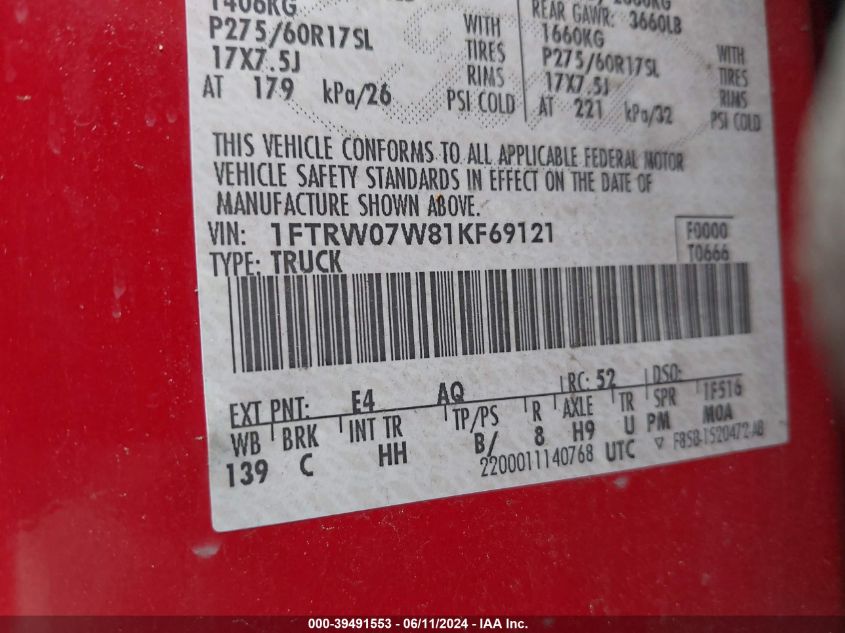 1406KG
P275/60R17SL WITH
17X7.5J TIRES
RIMS
AT 179 kPa/26 PSI COLD
REAR GAWR: 3660LB
1660KG
P275/60R17SL WITH
17X7.5J TIRES
RIMS
AT 221 kPa/32 PSI COLD
THIS VEHICLE CONFORMS TO ALL APPLICABLE FEDERAL MOTOR
VEHICLE SAFETY STANDARDS IN EFFECT ON THE DATE OF
MANUFACTURE SHOWN ABOVE.
VIN: 1FTRW07W81KF69121 F0000
TYPE: TRUCK T0666
EXT PNT: E4 AQ RC: 52 DSO:
WB BRK INT TR TP/PS R AXLE TR SPR 1F516
139 C HH B/ 8 H9 U PM MOA
2200011140768 UTC F85B-1520472-AB
000-39491553 - 06/11/2024 - IAA Inc.